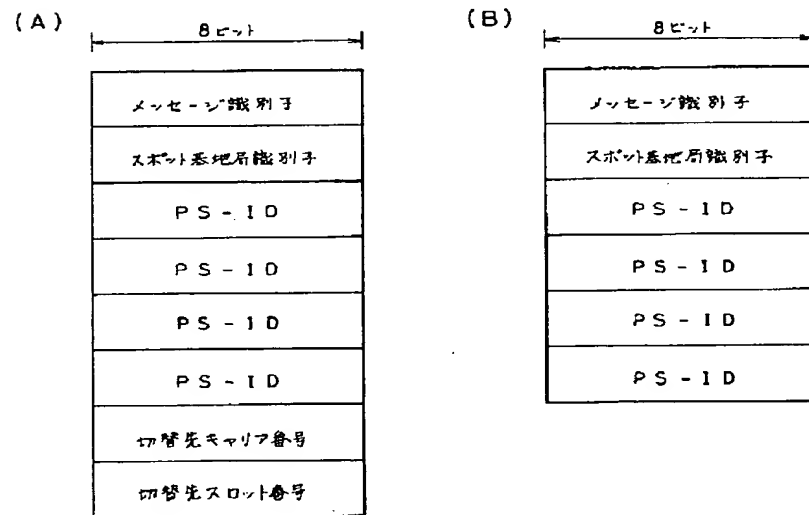 (A)
8ビット
メッセージ識別子
スポット基地局識別子
PS-ID
PS-ID
PS-ID
PS-ID
切替先キャリア番号
切替先スロット番号
(B)
8ビット
メッセージ識別子
スポット基地局識別子
PS-ID
PS-ID
PS-ID
PS-ID